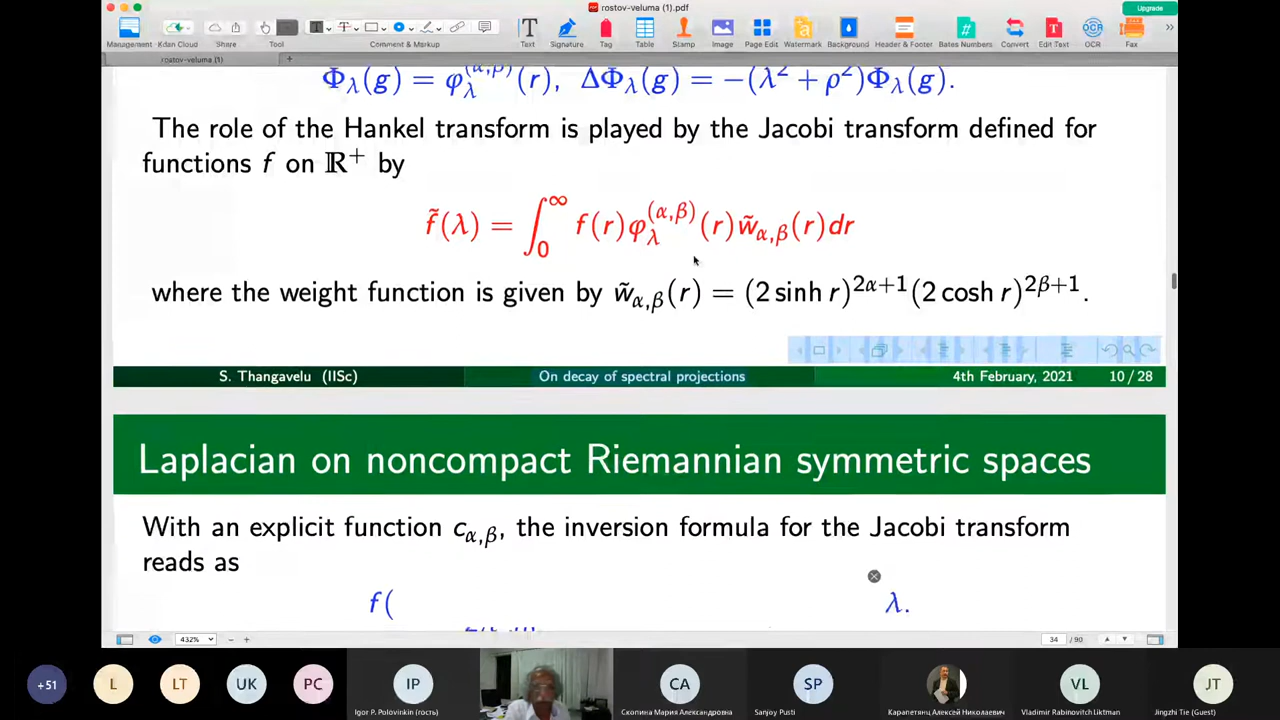 rostov-veluma (1).pdf
Upgrade
Management Kdan Cloud Share Tool Comment & Markup Text Signature Tag Table Stamp Image Page Edit Watermark Background Header & Footer Bates Numbers Convert Edit Text OCR Fax
rostov-veluma (1)
Φ_λ(g) = φ_λ^(α,β)(r), ΔΦ_λ(g) = −(λ² + ρ²)Φ_λ(g).
The role of the Hankel transform is played by the Jacobi transform defined for
functions f on ℝ⁺ by
f̃(λ) = ∫_0^∞ f(r)φ_λ^(α,β)(r)w̃_α,β(r)dr
where the weight function is given by w̃_α,β(r) = (2 sinh r)^{2α+1}(2 cosh r)^{2β+1}.
S. Thangavelu (IISc) On decay of spectral projections 4th February, 2021 10 / 28
Laplacian on noncompact Riemannian symmetric spaces
With an explicit function c_α,β, the inversion formula for the Jacobi transform
reads as
f( λ.
432% 34 / 90
+51 L LT UK PC IP CA SP VL JT
Igor P. Polovinkin (гость) Скопина Мария Александровна Sanjoy Pusti Карапетянц Алексей Николаевич Vladimir Rabinovitch Liktman Jingzhi Tie (Guest)